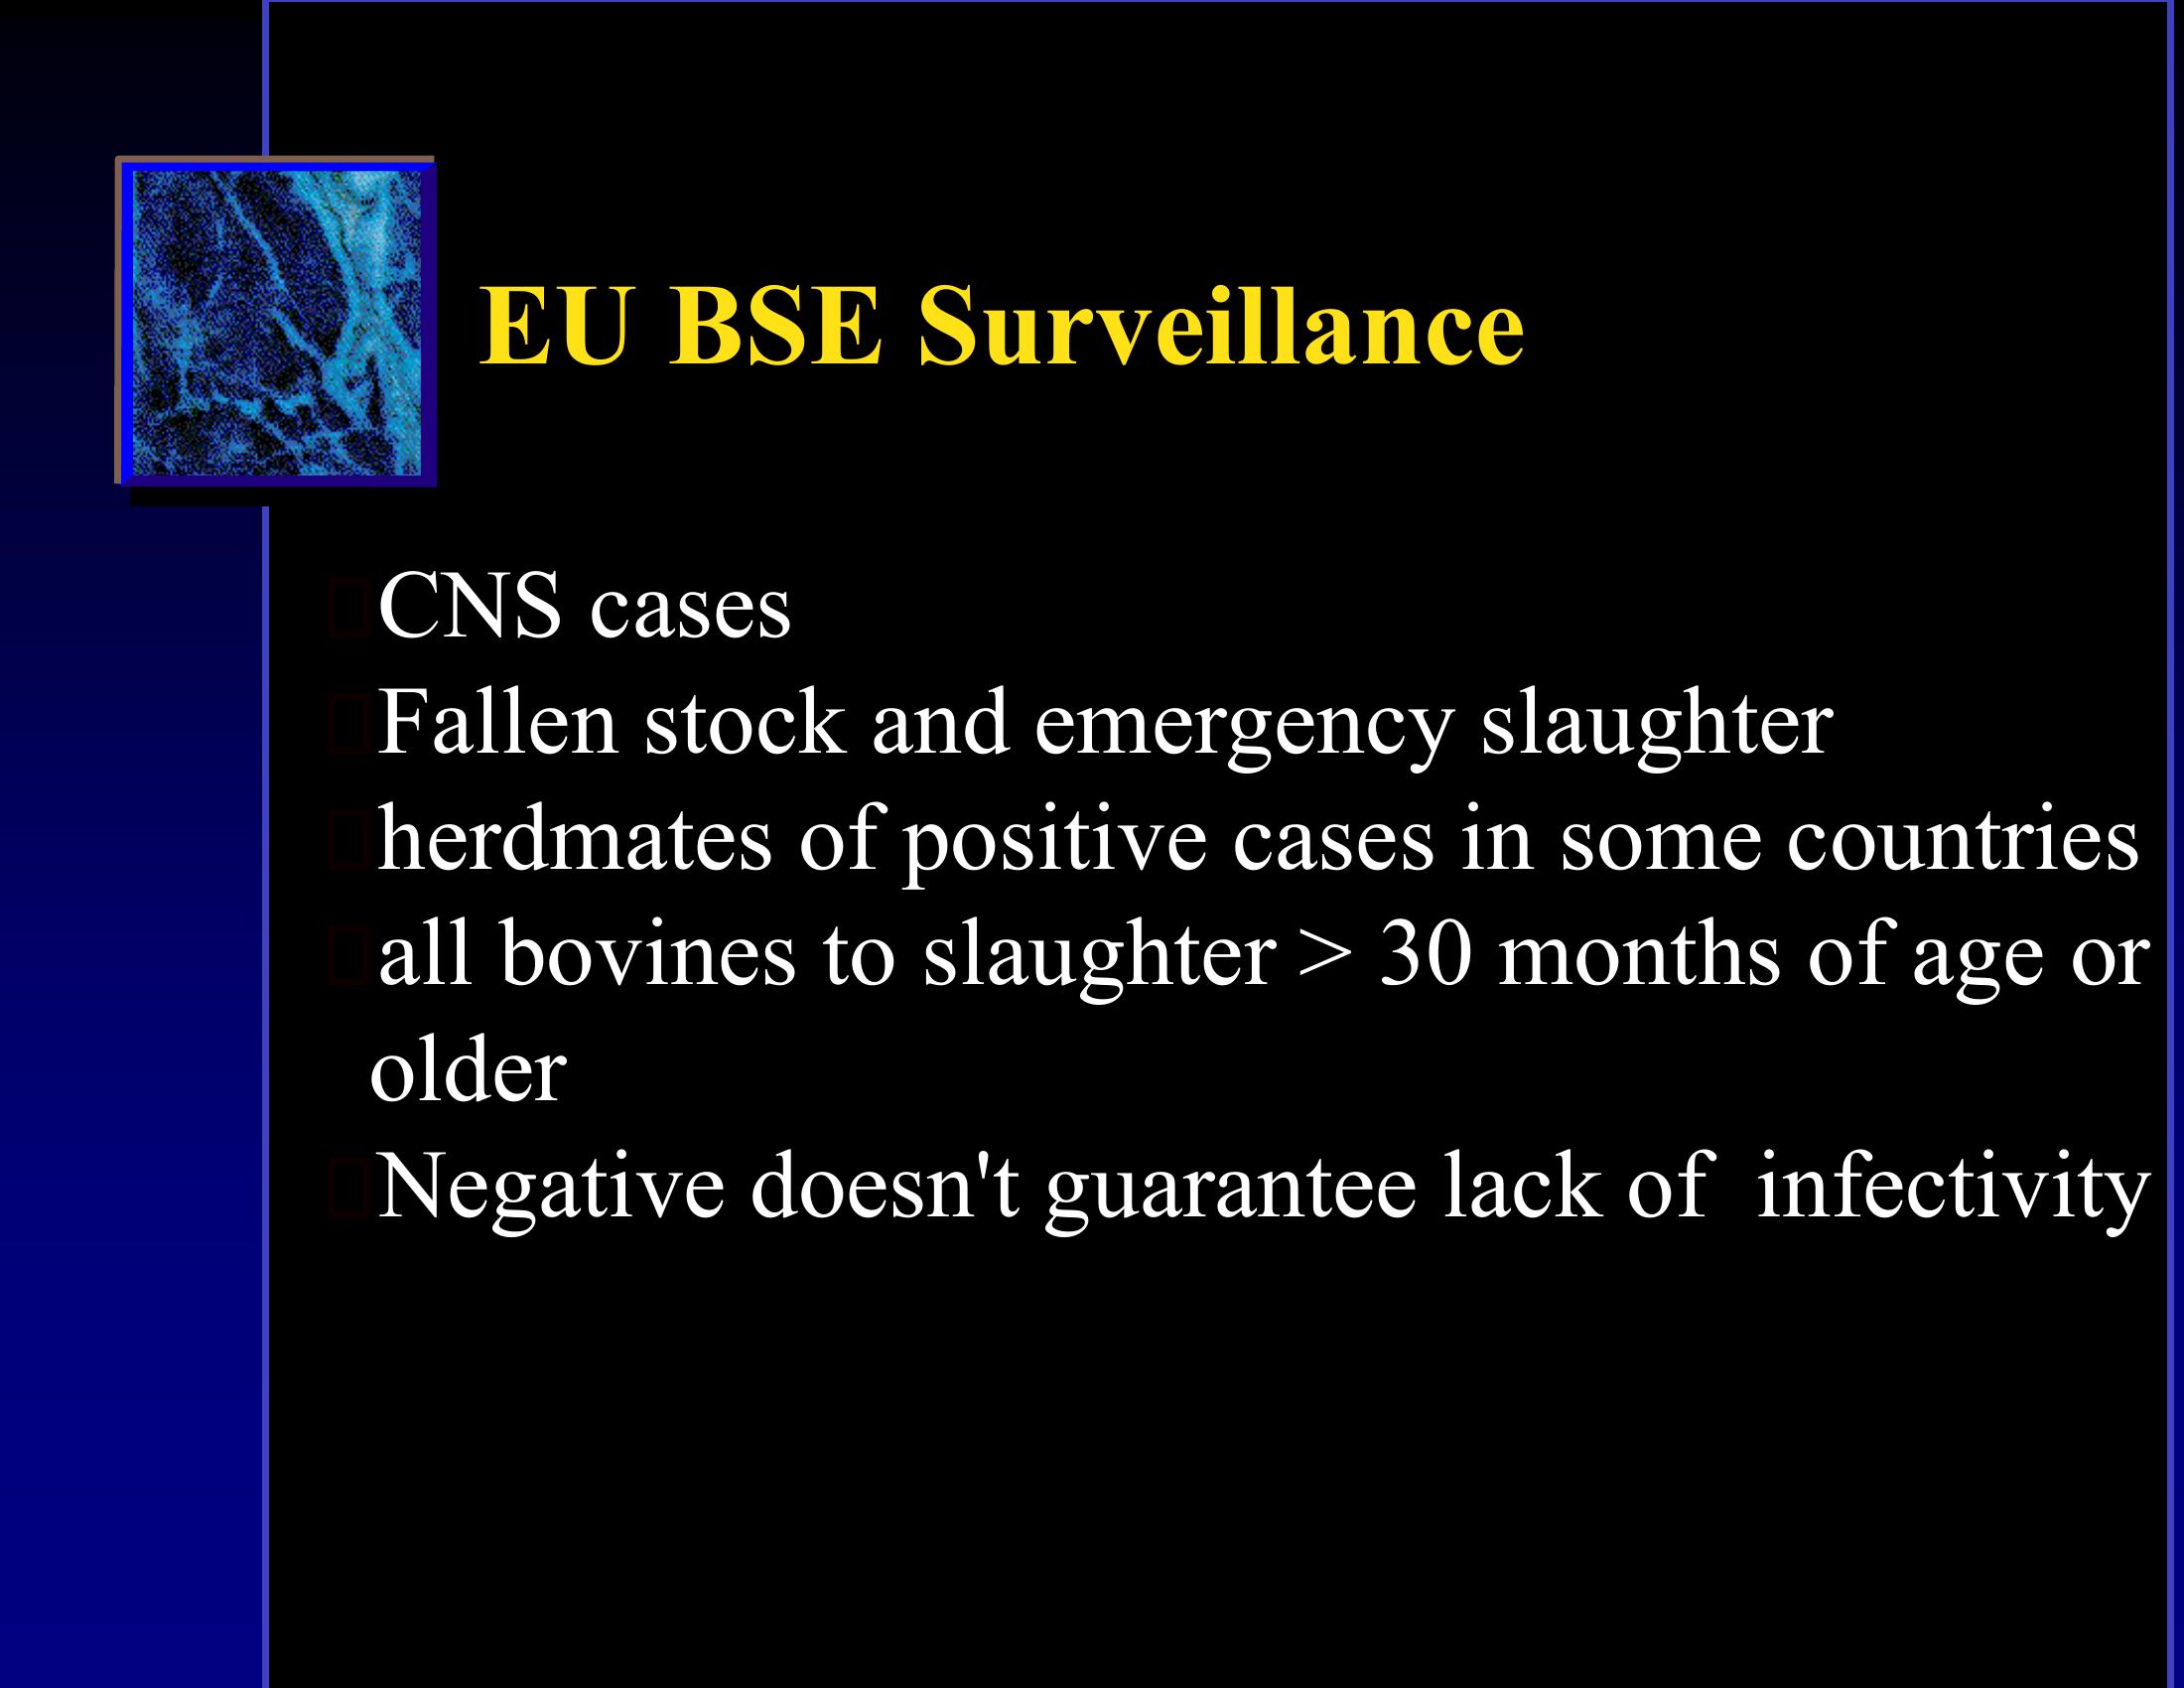 EU BSE Surveillance
CNS cases
Fallen stock and emergency slaughter
herdmates of positive cases in some countries
all bovines to slaughter > 30 months of age or
older
Negative doesn't guarantee lack of  infectivity